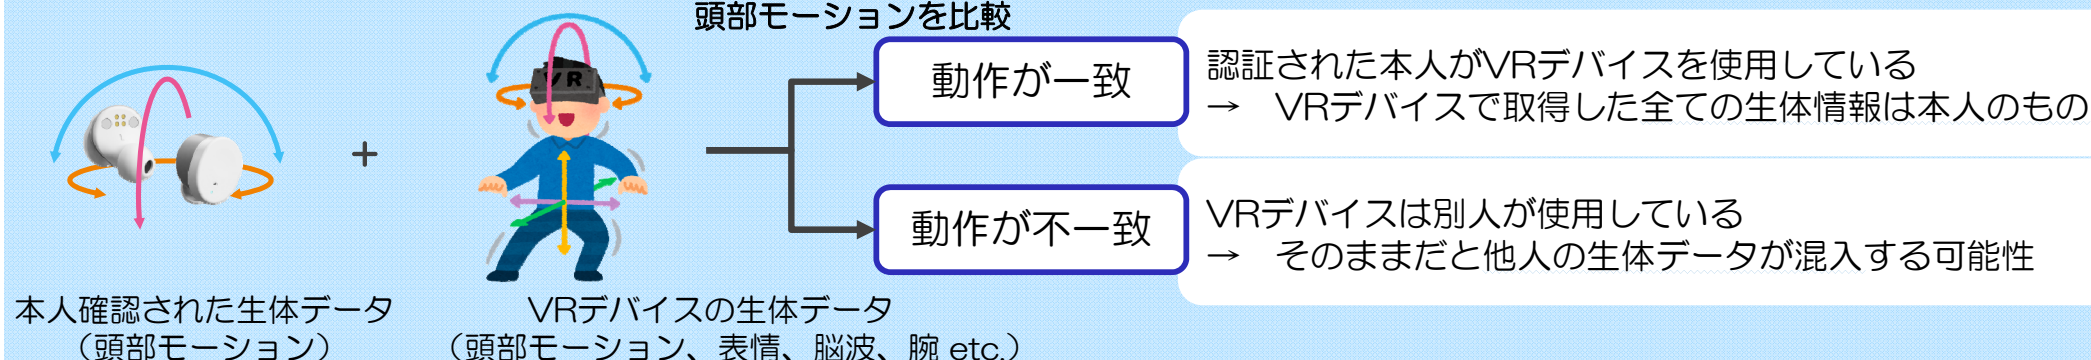 頭部モーションを比較
動作が一致
認証された本人がVRデバイスを使用している
→ VRデバイスで取得した全ての生体情報は本人のもの
VR
+
動作が不一致
VRデバイスは別人が使用している
→ そのままだと他人の生体データが混入する可能性
本人確認された生体データ
（頭部モーション）
VRデバイスの生体データ
（頭部モーション、表情、脳波、腕 etc.）